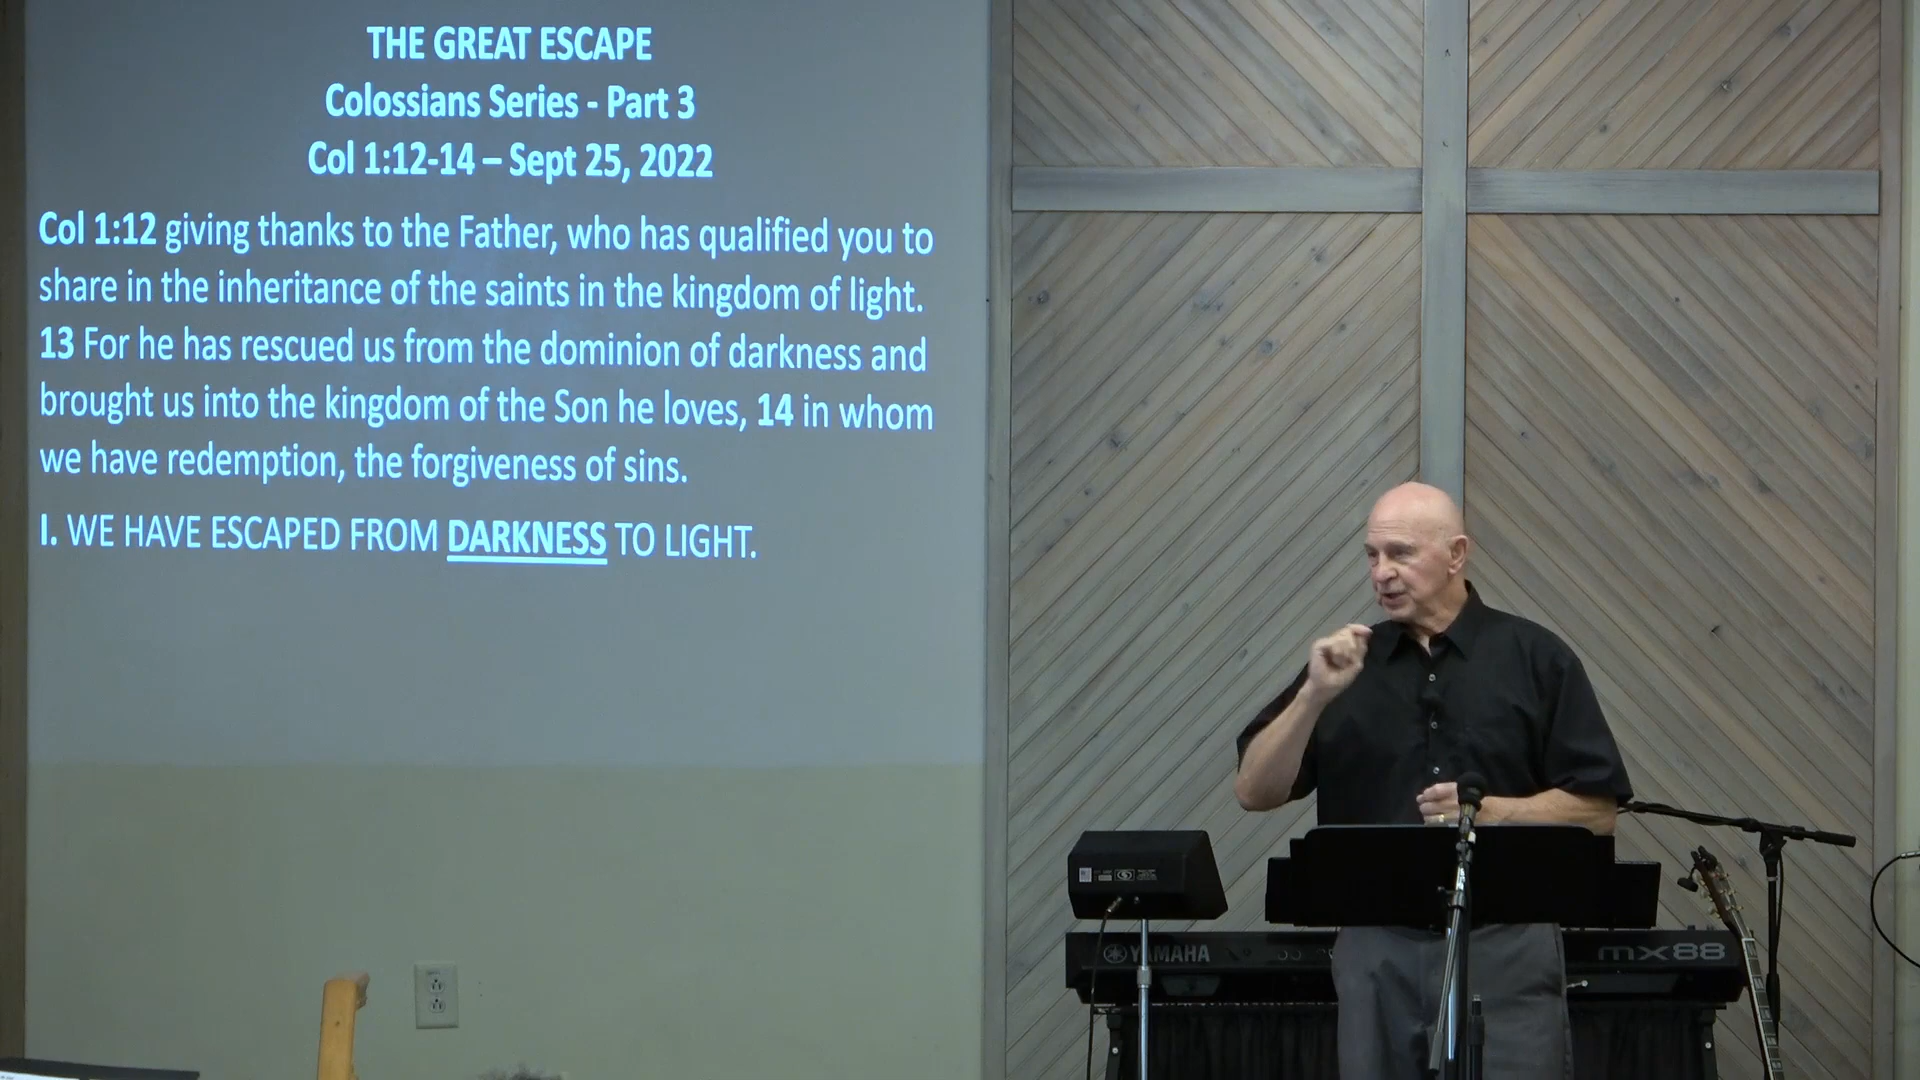 THE GREAT ESCAPE
Colossians Series - Part 3
Col 1:12-14 – Sept 25, 2022
Col 1:12 giving thanks to the Father, who has qualified you to
share in the inheritance of the saints in the kingdom of light.
13 For he has rescued us from the dominion of darkness and
brought us into the kingdom of the Son he loves, 14 in whom
we have redemption, the forgiveness of sins.
I. WE HAVE ESCAPED FROM DARKNESS TO LIGHT.
YAMAHA
MX88